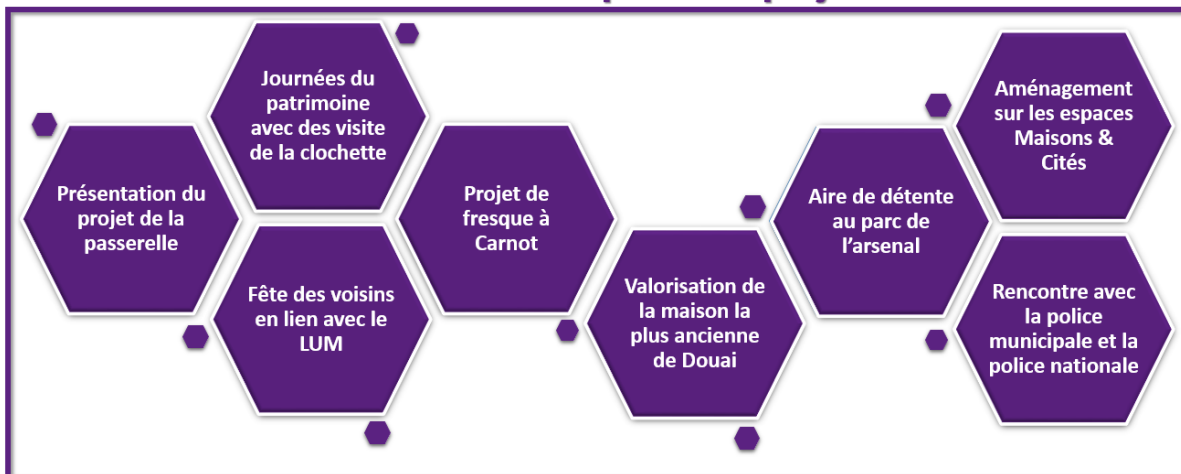 Présentation du
projet de la
passerelle
Journées du
patrimoine
avec des visite
de la clochette
Fête des voisins
en lien avec le
LUM
Projet de
fresque à
Carnot
Valorisation de
la maison la
plus ancienne
de Douai
Aire de détente
au parc de
l'arsenal
Aménagement
sur les espaces
Maisons &
Cités
Rencontre avec
la police
municipale et la
police nationale